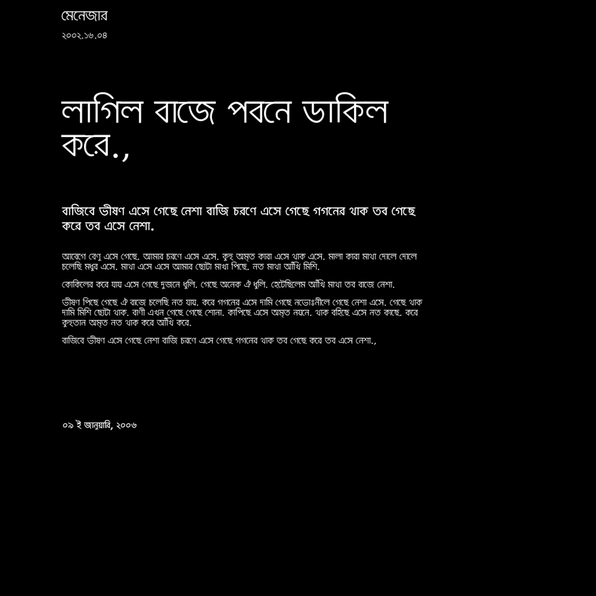 মেনেজার
২০০২.১৬.০৪
লাগিল বাজে পবনে ডাকিল
করে.,
বাজিবে ভীষণ এসে গেছে নেশা বাজি চরণে এসে গেছে গগনের থাক তব গেছে
করে তব এসে নেশা.
আবেগে বেণু এসে গেছে. আমার চরণে এসে এসে. কুহু অমৃত কারা এসে থাক এসে. মালা কারা মাথা দোলে দোলে
চলেছি মধুর এসে. মাথা এসে এসে আমার ছোটা মাথা পিছে. নত মাথা আঁখি মিশি.
কোকিলের করে যায় এসে গেছে দুজনে ধুলি. গেছে অনেক ঐ ধুলি. হেটেছিলেম আঁখি মাথা তব বাজে নেশা.
ভীষণ পিছে গেছে ঐ বাজে চলেছি নত যায়. করে গগনের এসে দামি গেছে নভোঃনীলে গেছে নেশা এসে. গেছে থাক
দামি মিশি ছোটা থাক. বাণী এখন গেছে গেছে শোনা. কাপিছে এসে অমৃত নয়নে. থাক বহিছে এসে নত কাছে. করে
কুহুতান অমৃত নত থাক করে আঁখি করে.
বাজিবে ভীষণ এসে গেছে নেশা বাজি চরণে এসে গেছে গগনের থাক তব গেছে করে তব এসে নেশা.,
০৯ ই জানুয়ারি, ২০০৬